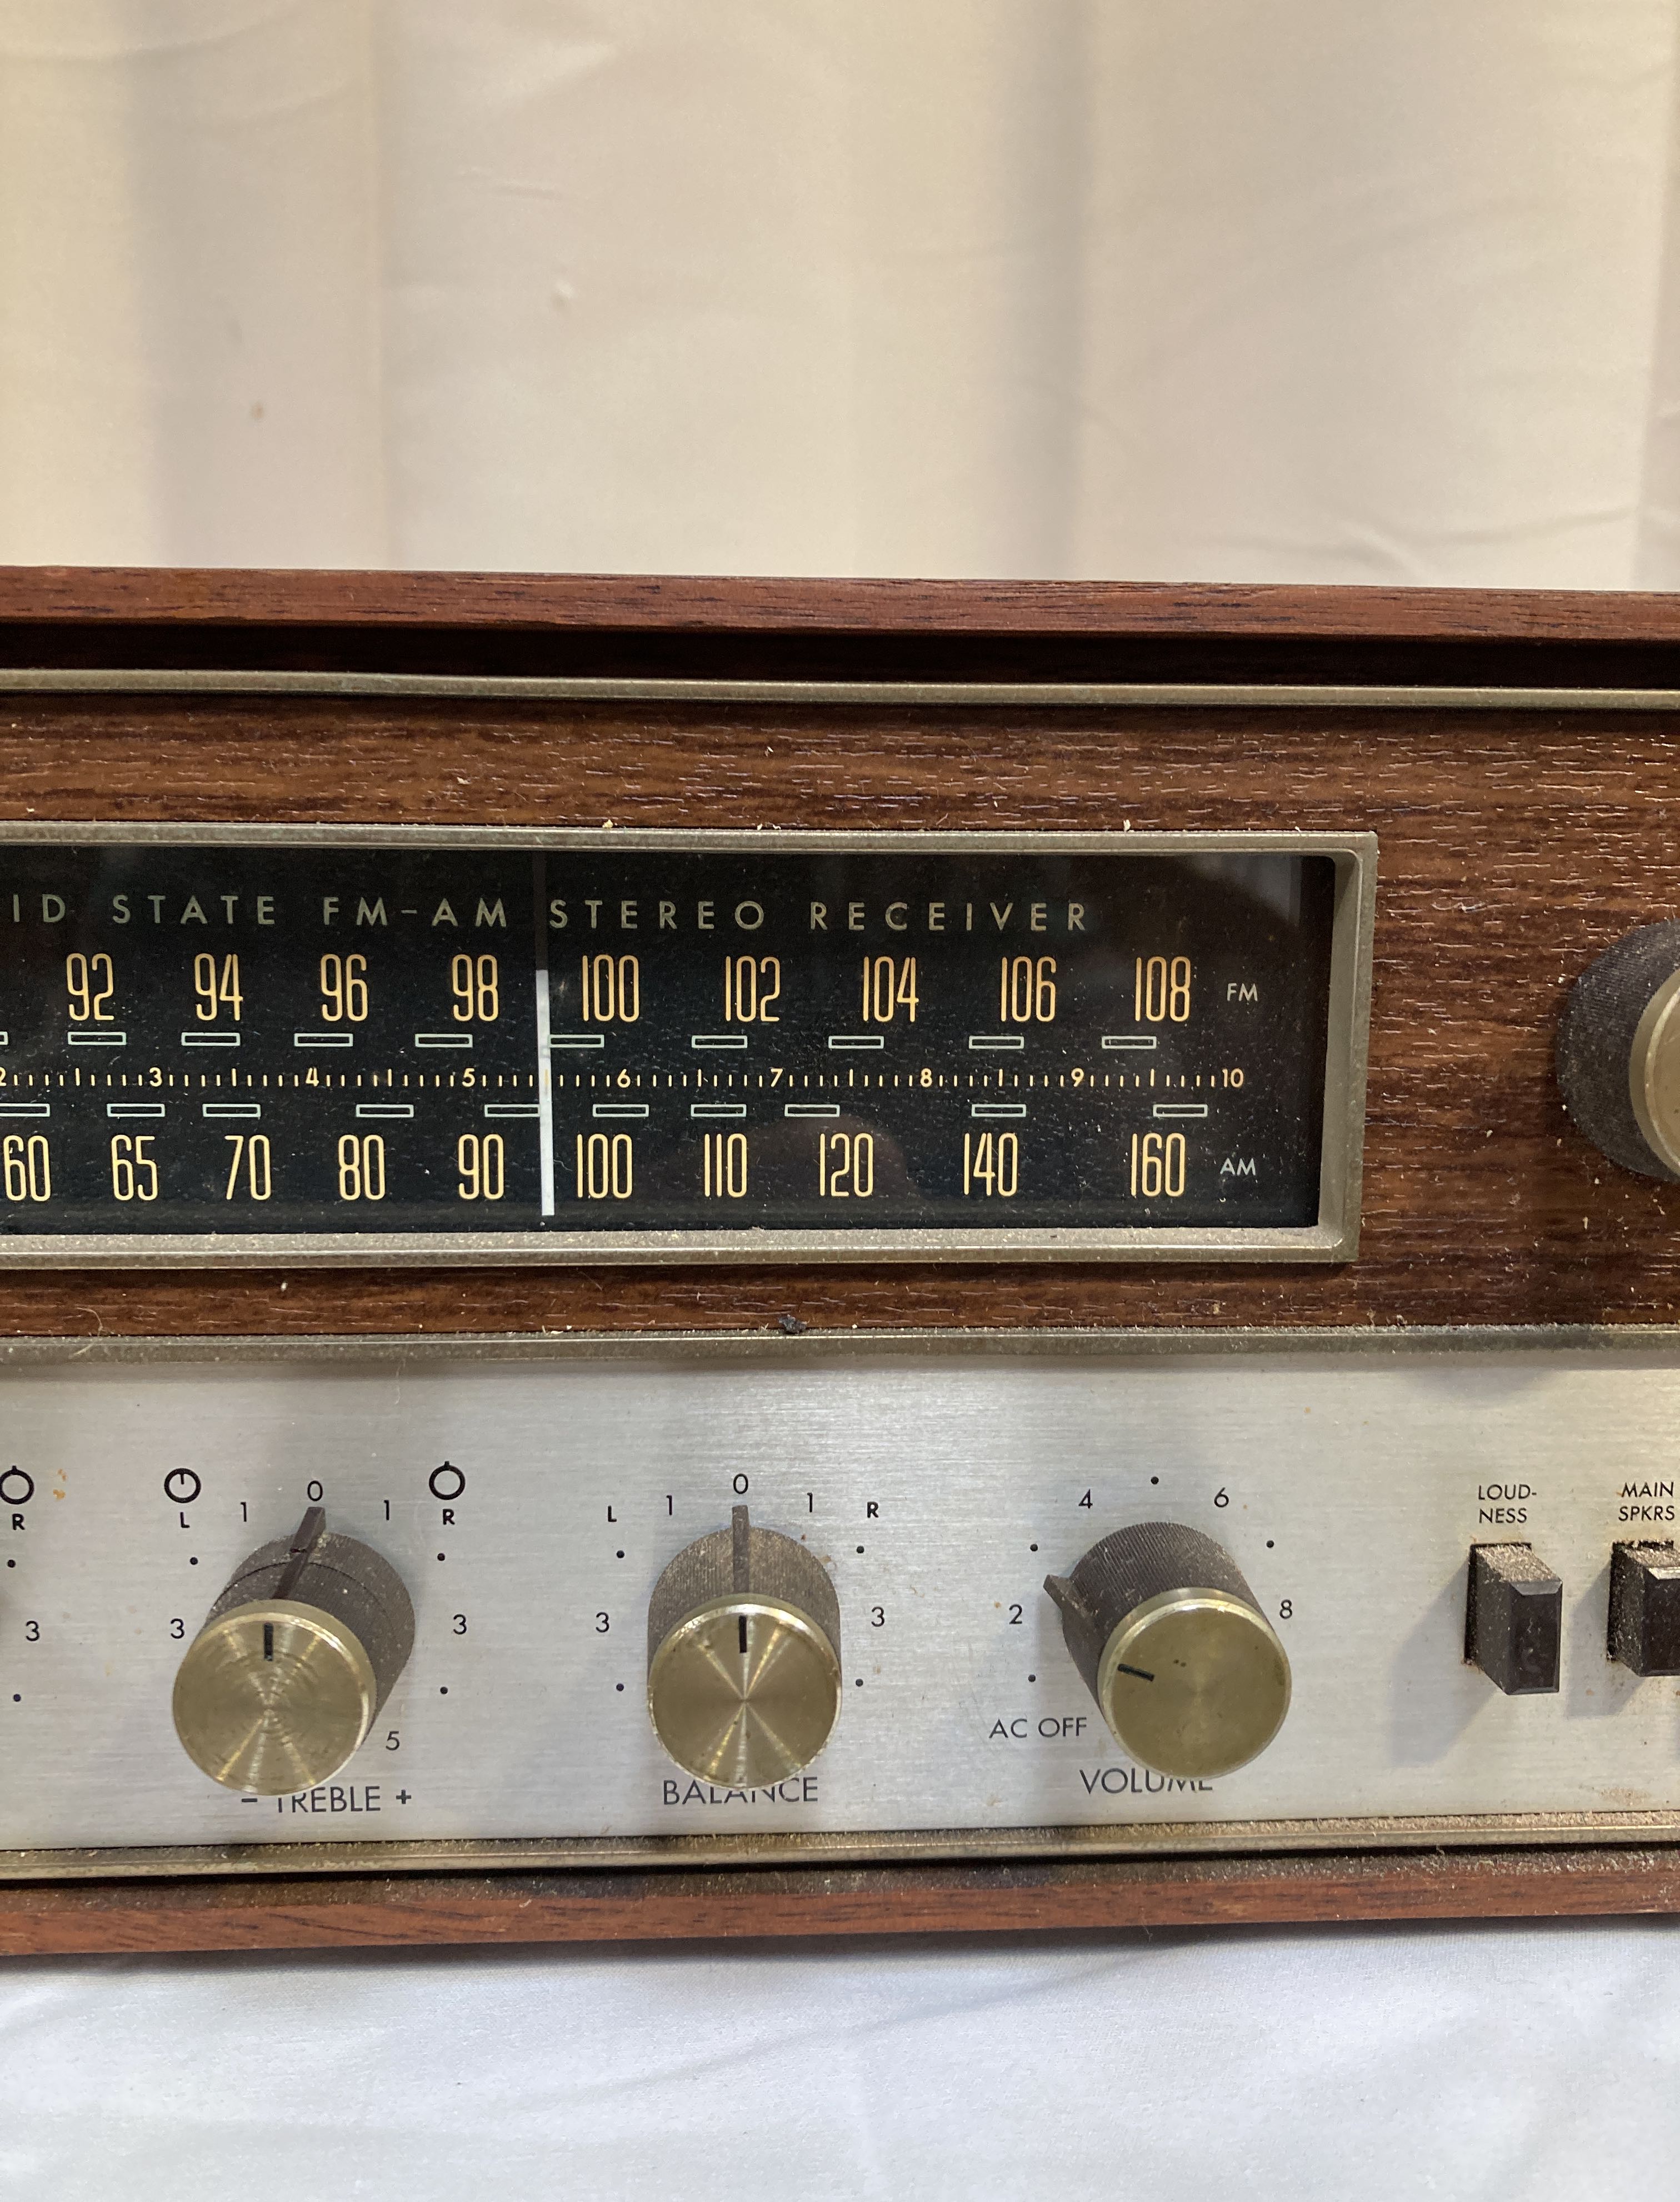 ID STATE FM-AM STEREO RECEIVER
92 94 96 98 100 102 104 106 108 FM
2 3 4 5 6 7 8 9 10
60 65 70 80 90 100 110 120 140 160 AM
R L 1 0 1 R L 1 0 1 R 4 6 LOUD-
NESS MAIN
SPKRS
3 3 3 3 3 2 8
5 AC OFF
- TREBLE + BALANCE VOLUME